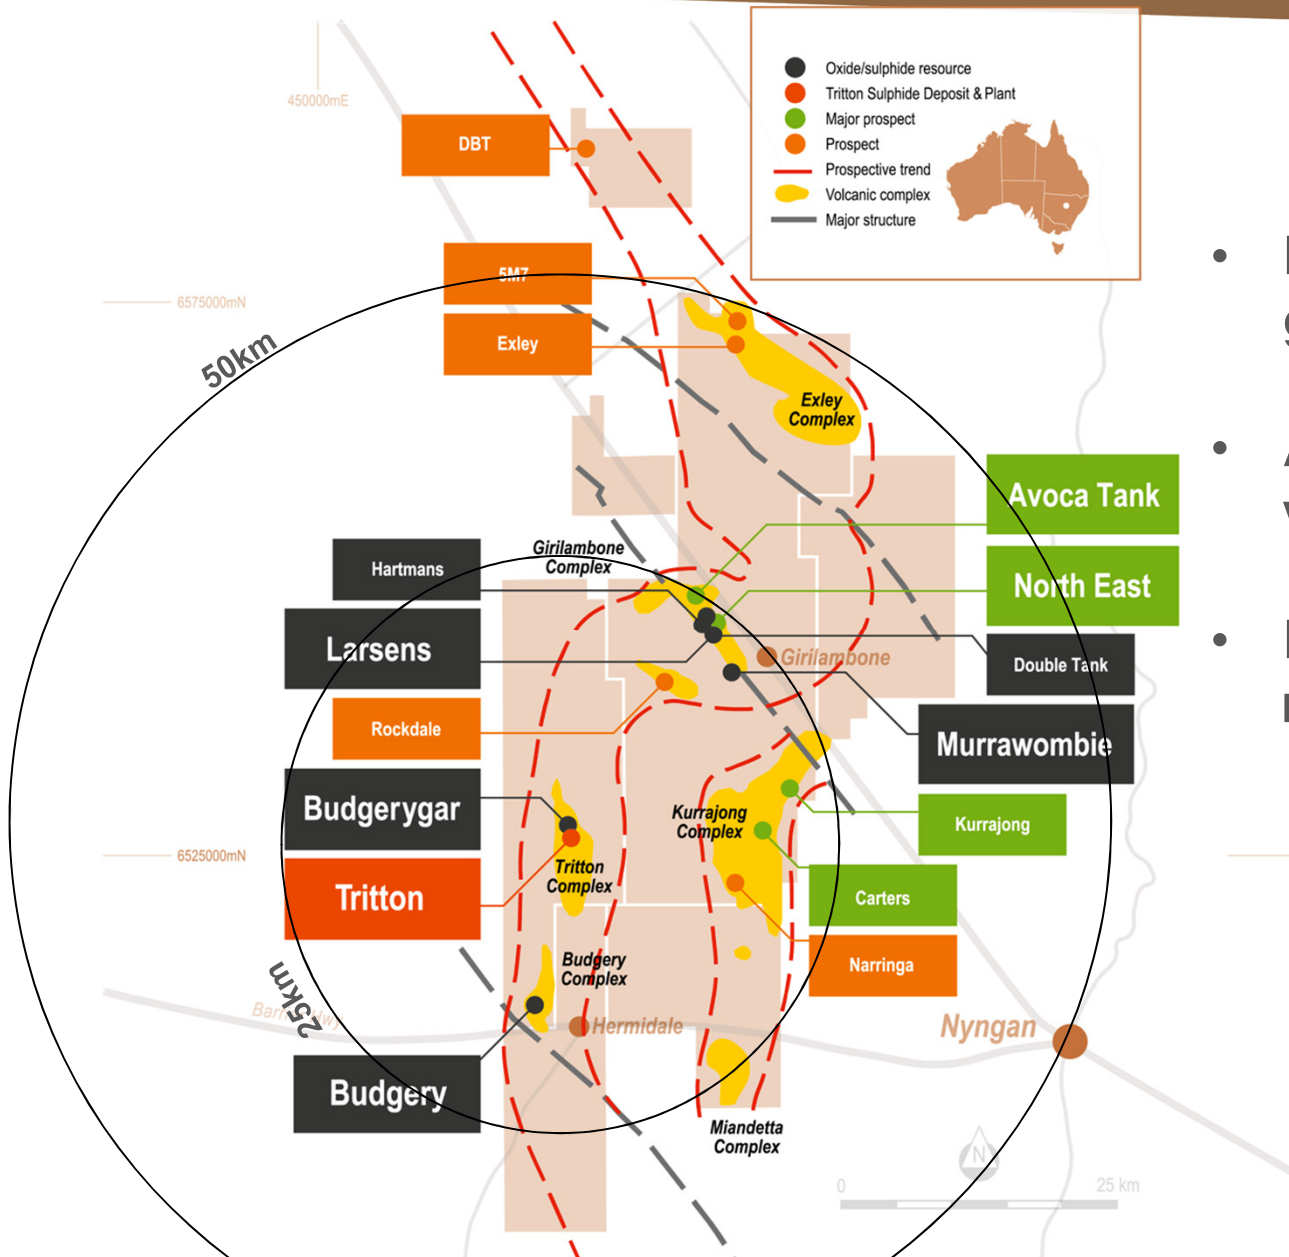 450000mE
Oxide/sulphide resource
Tritton Sulphide Deposit & Plant
Major prospect
Prospect
Prospective trend
Volcanic complex
Major structure
DBT
5M7
6575000mN
Exley
50km
Exley
Complex
Avoca Tank
Girilambone
Complex
Hartmans
North East
Larsens
Girilambone
Double Tank
Rockdale
Murrawombie
Budgerygar
Kurrajong
Complex
Kurrajong
6525000mN
Tritton
Complex
Tritton
Carters
Budgery
Complex
Narringa
25km
Hermidale
Nyngan
Budgery
Miandetta
Complex
N
0
25 km